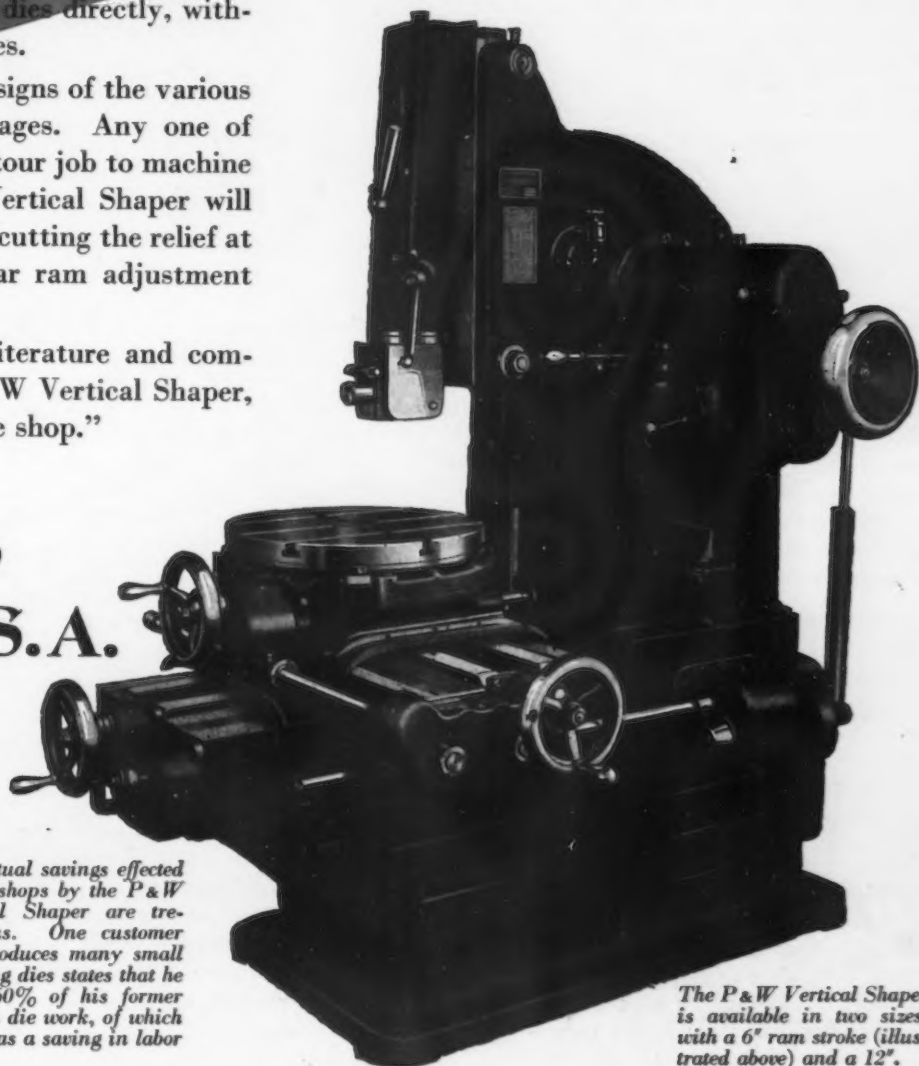 dies directly, with-
es.
signs of the various
ages. Any one of
tour job to machine
ertical Shaper will
cutting the relief at
ar ram adjustment
iterature and com-
W Vertical Shaper,
e shop.”
S.A.
tual savings effected
shops by the P & W
l Shaper are tre-
us. One customer
oduces many small
g dies states that he
60% of his former
die work, of which
as a saving in labor
The P & W Vertical Shape
is available in two sizes
with a 6" ram stroke (illus
trated above) and a 12".